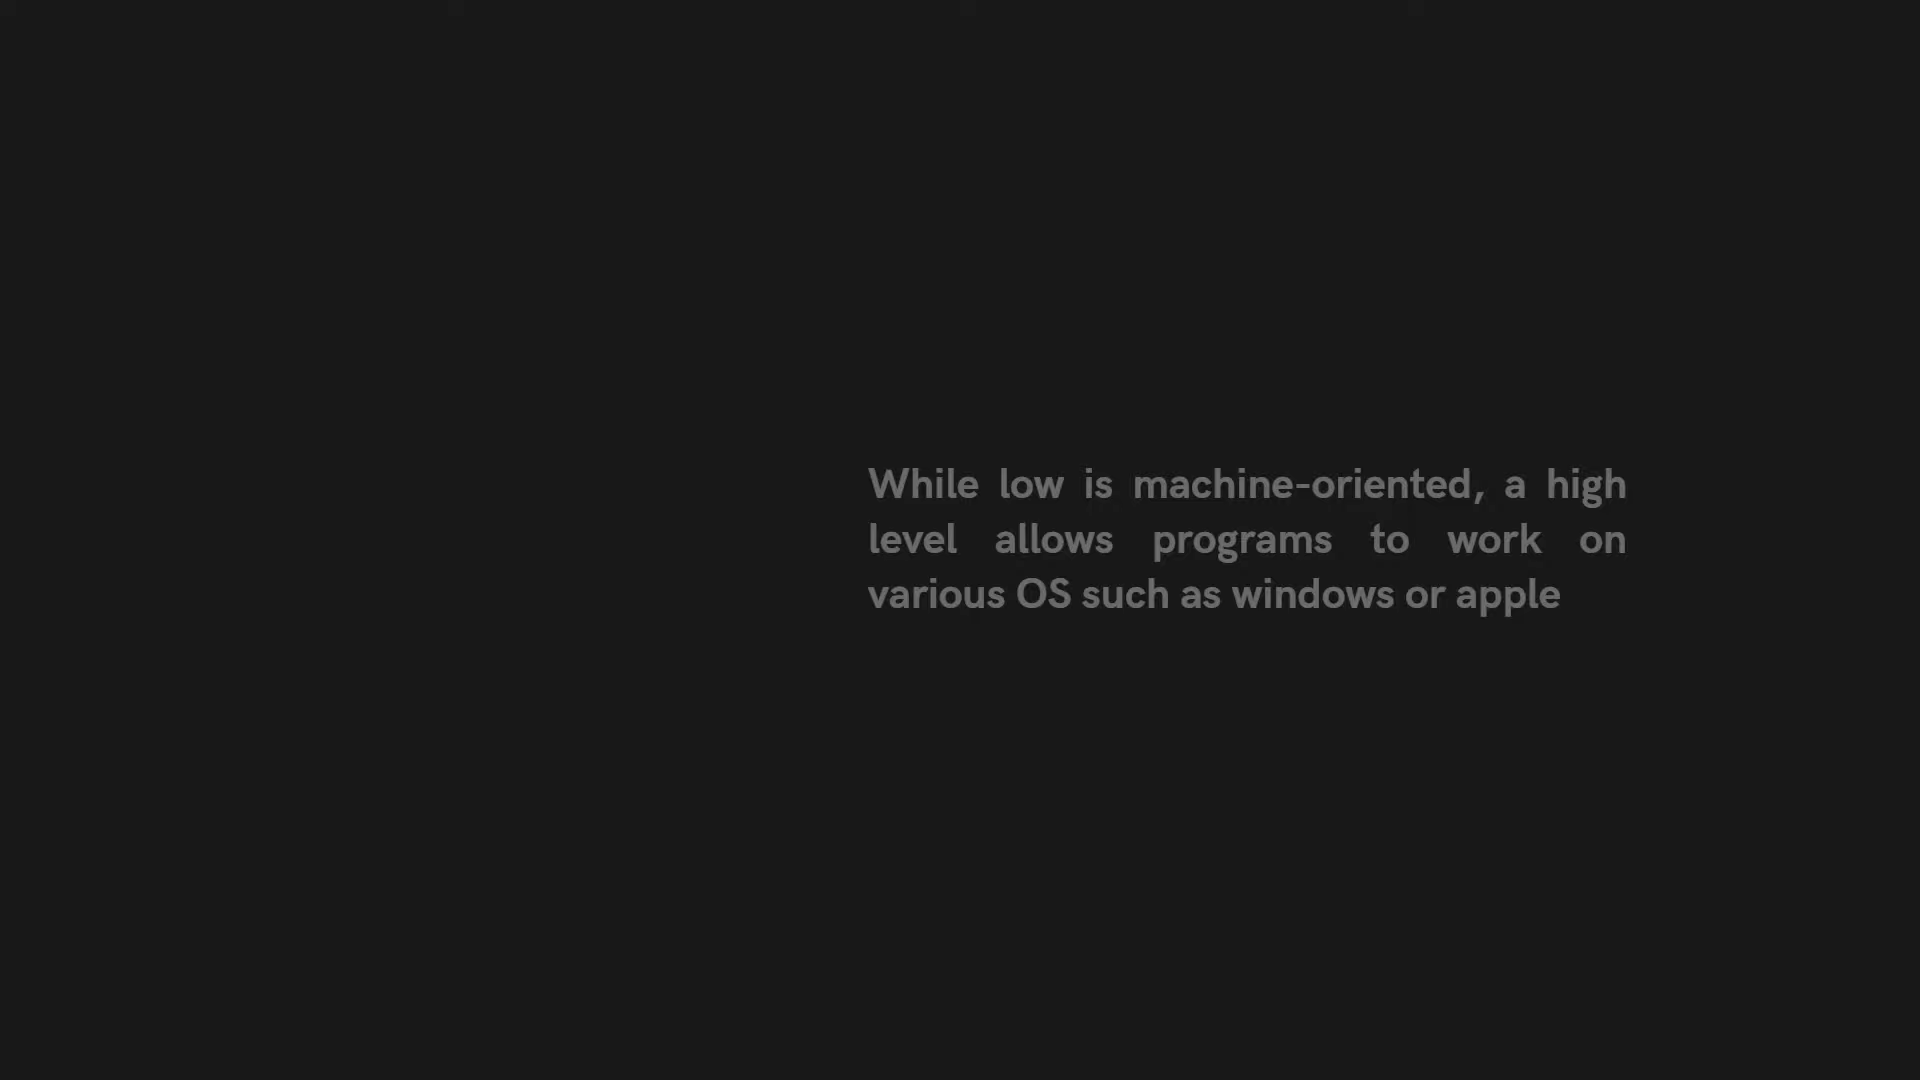 While low is machine-oriented, a high
level allows programs to work on
various OS such as windows or apple